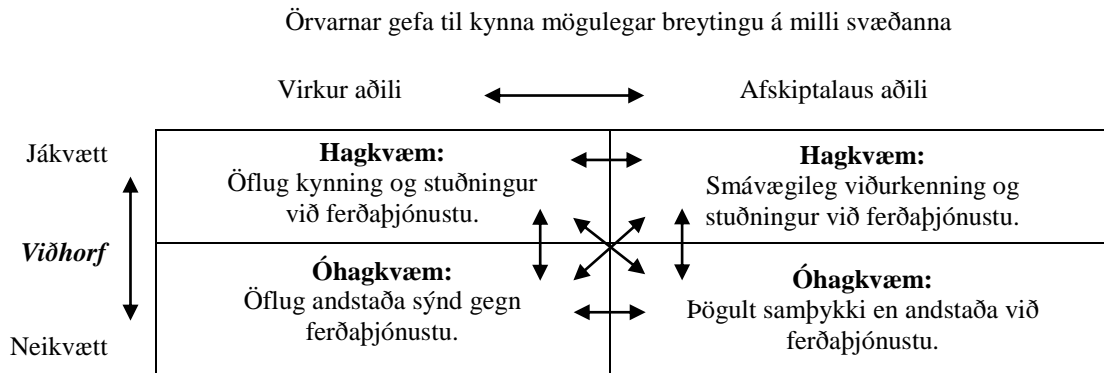 Örvarnar gefa til kynna mögulegar breytingu á milli svæðanna
Virkur aðili
Afskiptalaus aðili
Jákvætt
Hagkvæm:
Öflug kynning og stuðningur
við ferðaþjónustu.
Hagkvæm:
Smávægileg viðurkenning og
stuðningur við ferðaþjónustu.
Viðhorf
Neikvætt
Óhagkvæm:
Öflug andstaða sýnd gegn
ferðaþjónustu.
Óhagkvæm:
Þögult samþykki en andstaða við
ferðaþjónustu.